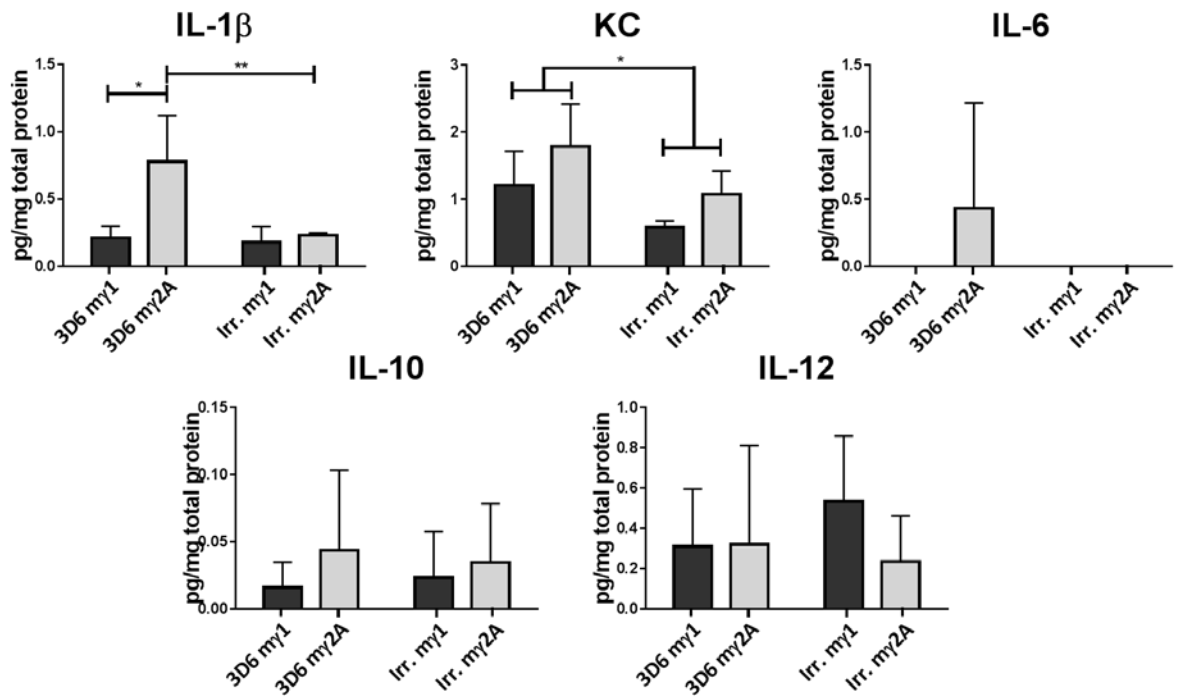 IL-1β
pg/mg total protein
1.5
1.0
0.5
0.0
*
**
3D6 mγ1
3D6 mγ2A
Irr. mγ1
Irr. mγ2A
KC
pg/mg total protein
3
2
1
0
*
3D6 mγ1
3D6 mγ2A
Irr. mγ1
Irr. mγ2A
IL-6
pg/mg total protein
1.5
1.0
0.5
0.0
3D6 mγ1
3D6 mγ2A
Irr. mγ1
Irr. mγ2A
IL-10
pg/mg total protein
0.15
0.10
0.05
0.00
3D6 mγ1
3D6 mγ2A
Irr. mγ1
Irr. mγ2A
IL-12
pg/mg total protein
1.0
0.8
0.6
0.4
0.2
0.0
3D6 mγ1
3D6 mγ2A
Irr. mγ1
Irr. mγ2A